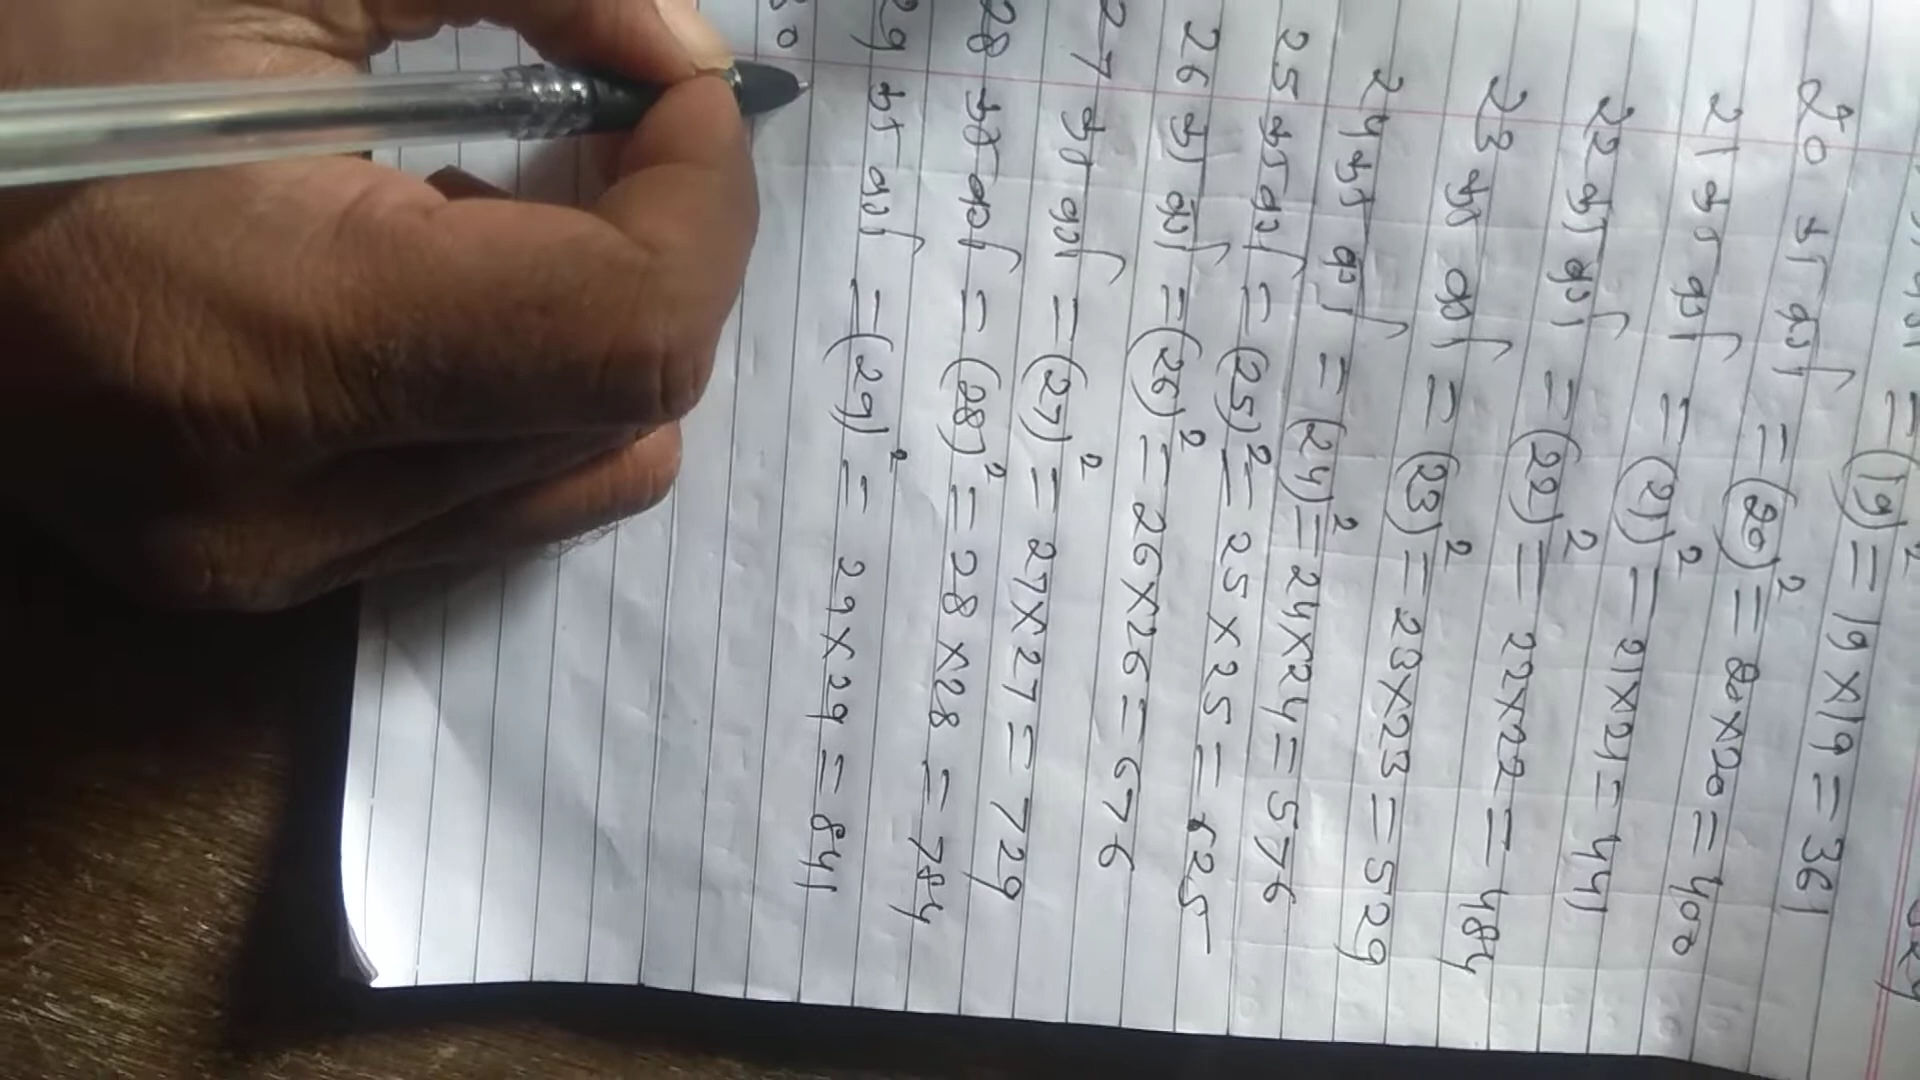 = (19)² = 19 × 19 = 361
20 का वर्ग = (20)² = 20 × 20 = 400
21 का वर्ग = (21)² = 21 × 21 = 441
22 का वर्ग = (22)² = 22 × 22 = 484
23 का वर्ग = (23)² = 23 × 23 = 529
24 का वर्ग = (24)² = 24 × 24 = 576
25 का वर्ग = (25)² = 25 × 25 = 625
26 का वर्ग = (26)² = 26 × 26 = 676
27 का वर्ग = (27)² = 27 × 27 = 729
28 का वर्ग = (28)² = 28 × 28 = 784
29 का वर्ग = (29)² = 29 × 29 = 841
30